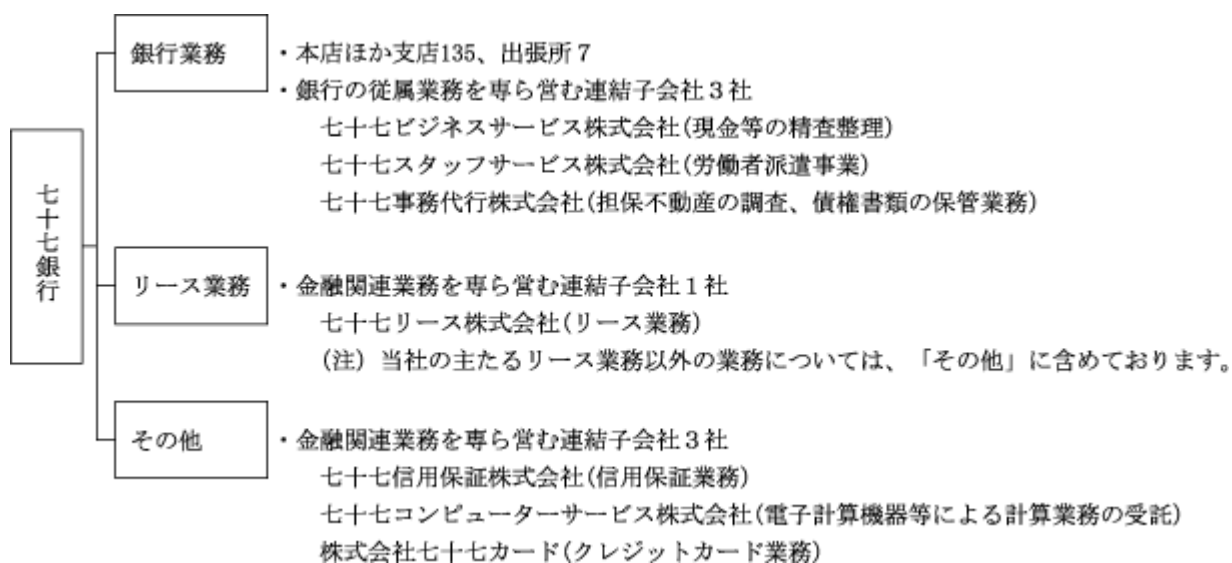 七十七銀行
銀行業務
・本店ほか支店135、出張所７
・銀行の従属業務を専ら営む連結子会社３社
七十七ビジネスサービス株式会社(現金等の精査整理)
七十七スタッフサービス株式会社(労働者派遣事業)
七十七事務代行株式会社(担保不動産の調査、債権書類の保管業務)
リース業務
・金融関連業務を専ら営む連結子会社１社
七十七リース株式会社(リース業務)
(注) 当社の主たるリース業務以外の業務については、「その他」に含めております。
その他
・金融関連業務を専ら営む連結子会社３社
七十七信用保証株式会社(信用保証業務)
七十七コンピューターサービス株式会社(電子計算機器等による計算業務の受託)
株式会社七十七カード(クレジットカード業務)